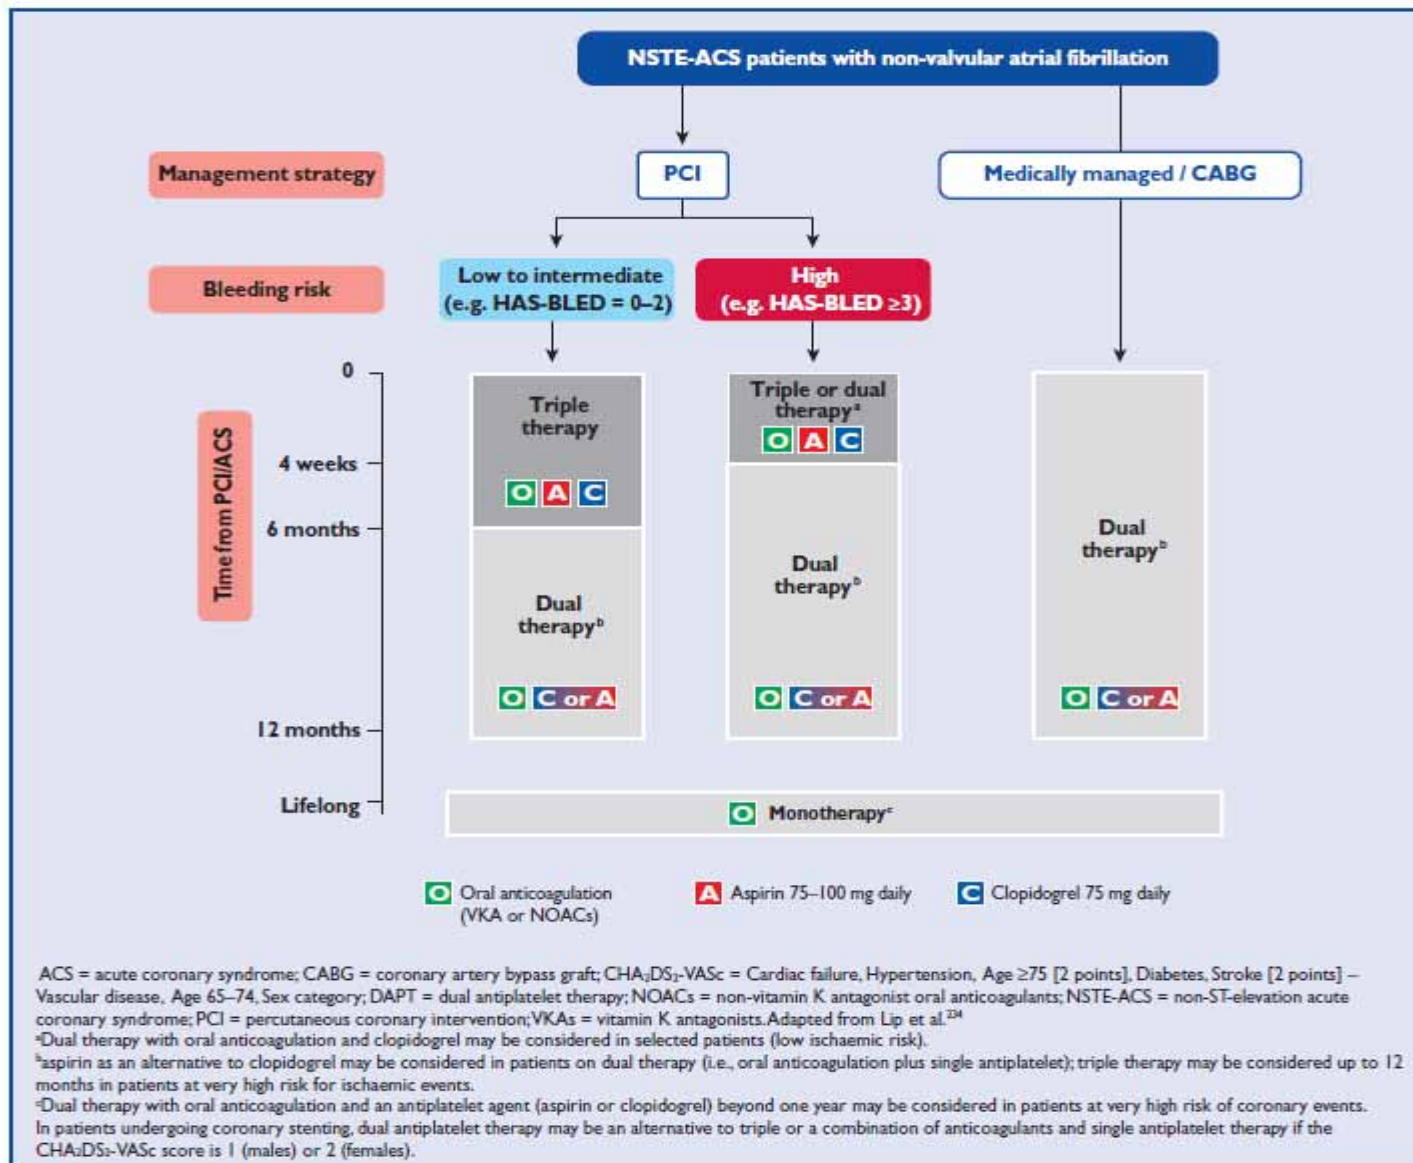 NSTE-ACS patients with non-valvular atrial fibrillation
Management strategy
PCI
Medically managed / CABG
Bleeding risk
Low to intermediate
(e.g. HAS-BLED = 0–2)
High
(e.g. HAS-BLED ≥3)
Time from PCI/ACS
0
4 weeks
6 months
12 months
Lifelong
Triple
therapy
O A C
Dual
therapyᵇ
O C or A
Triple or dual
therapyᵃ
O A C
Dual
therapyᵇ
O C or A
Dual
therapyᵇ
O C or A
O Monotherapyᶜ
O Oral anticoagulation
(VKA or NOACs)
A Aspirin 75–100 mg daily
C Clopidogrel 75 mg daily
ACS = acute coronary syndrome; CABG = coronary artery bypass graft; CHA₂DS₂-VASc = Cardiac failure, Hypertension, Age ≥75 [2 points], Diabetes, Stroke [2 points] –
Vascular disease, Age 65–74, Sex category; DAPT = dual antiplatelet therapy; NOACs = non-vitamin K antagonist oral anticoagulants; NSTE-ACS = non-ST-elevation acute
coronary syndrome; PCI = percutaneous coronary intervention; VKAs = vitamin K antagonists. Adapted from Lip et al.²³⁴
ᵃDual therapy with oral anticoagulation and clopidogrel may be considered in selected patients (low ischaemic risk).
ᵇaspirin as an alternative to clopidogrel may be considered in patients on dual therapy (i.e., oral anticoagulation plus single antiplatelet); triple therapy may be considered up to 12
months in patients at very high risk for ischaemic events.
ᶜDual therapy with oral anticoagulation and an antiplatelet agent (aspirin or clopidogrel) beyond one year may be considered in patients at very high risk of coronary events.
In patients undergoing coronary stenting, dual antiplatelet therapy may be an alternative to triple or a combination of anticoagulants and single antiplatelet therapy if the
CHA₂DS₂-VASc score is 1 (males) or 2 (females).